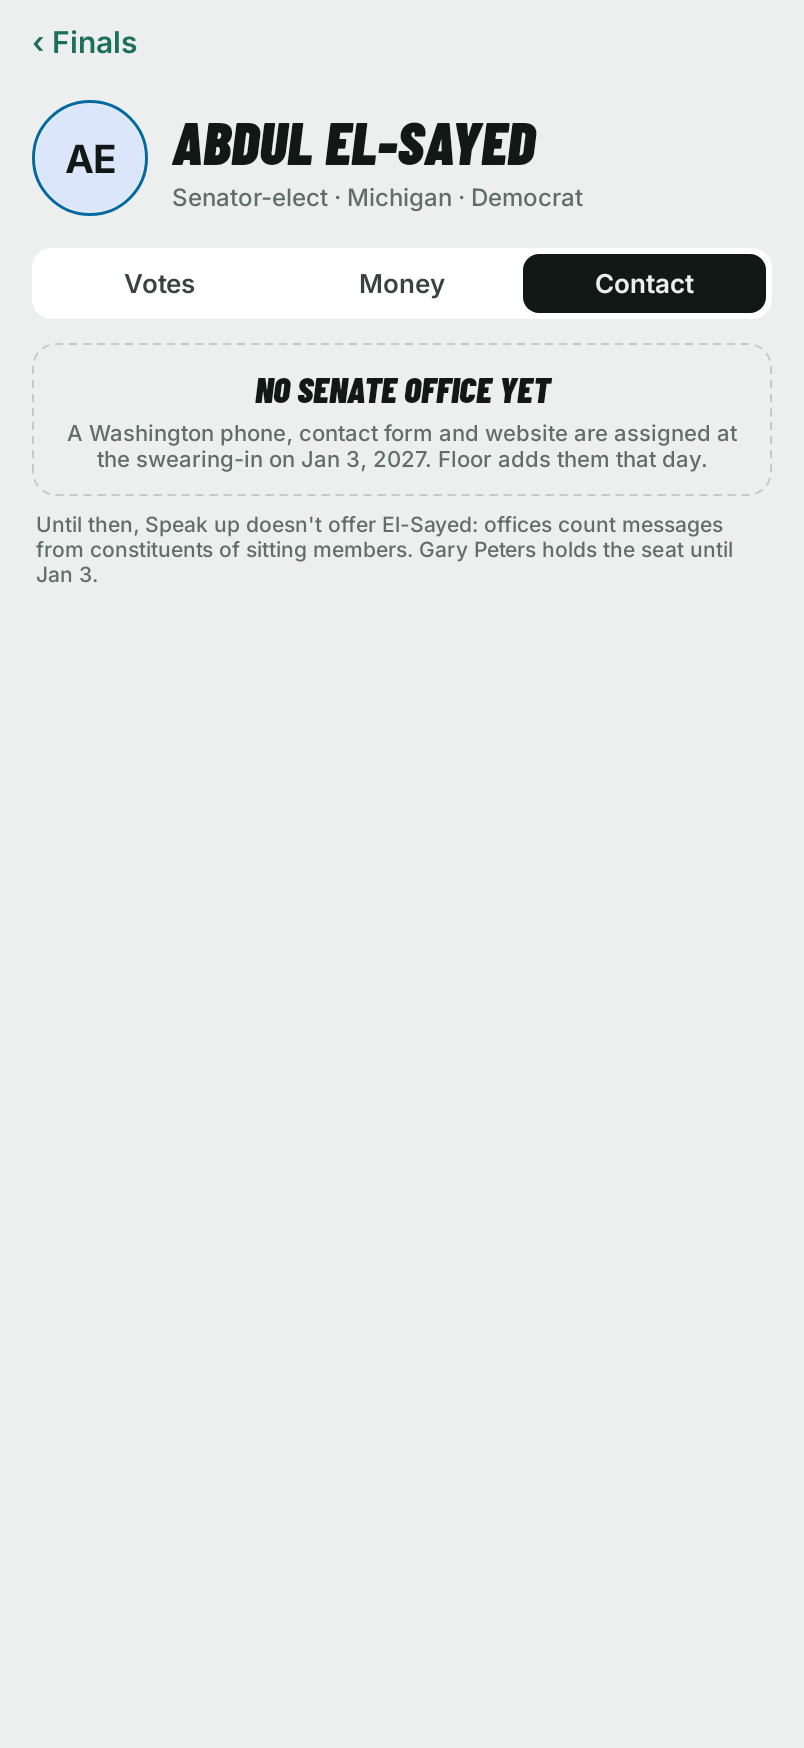 ‹ Finals
AE
ABDUL EL-SAYED
Senator-elect · Michigan · Democrat
Votes
Money
Contact
NO SENATE OFFICE YET
A Washington phone, contact form and website are assigned at
the swearing-in on Jan 3, 2027. Floor adds them that day.
Until then, Speak up doesn't offer El-Sayed: offices count messages
from constituents of sitting members. Gary Peters holds the seat until
Jan 3.